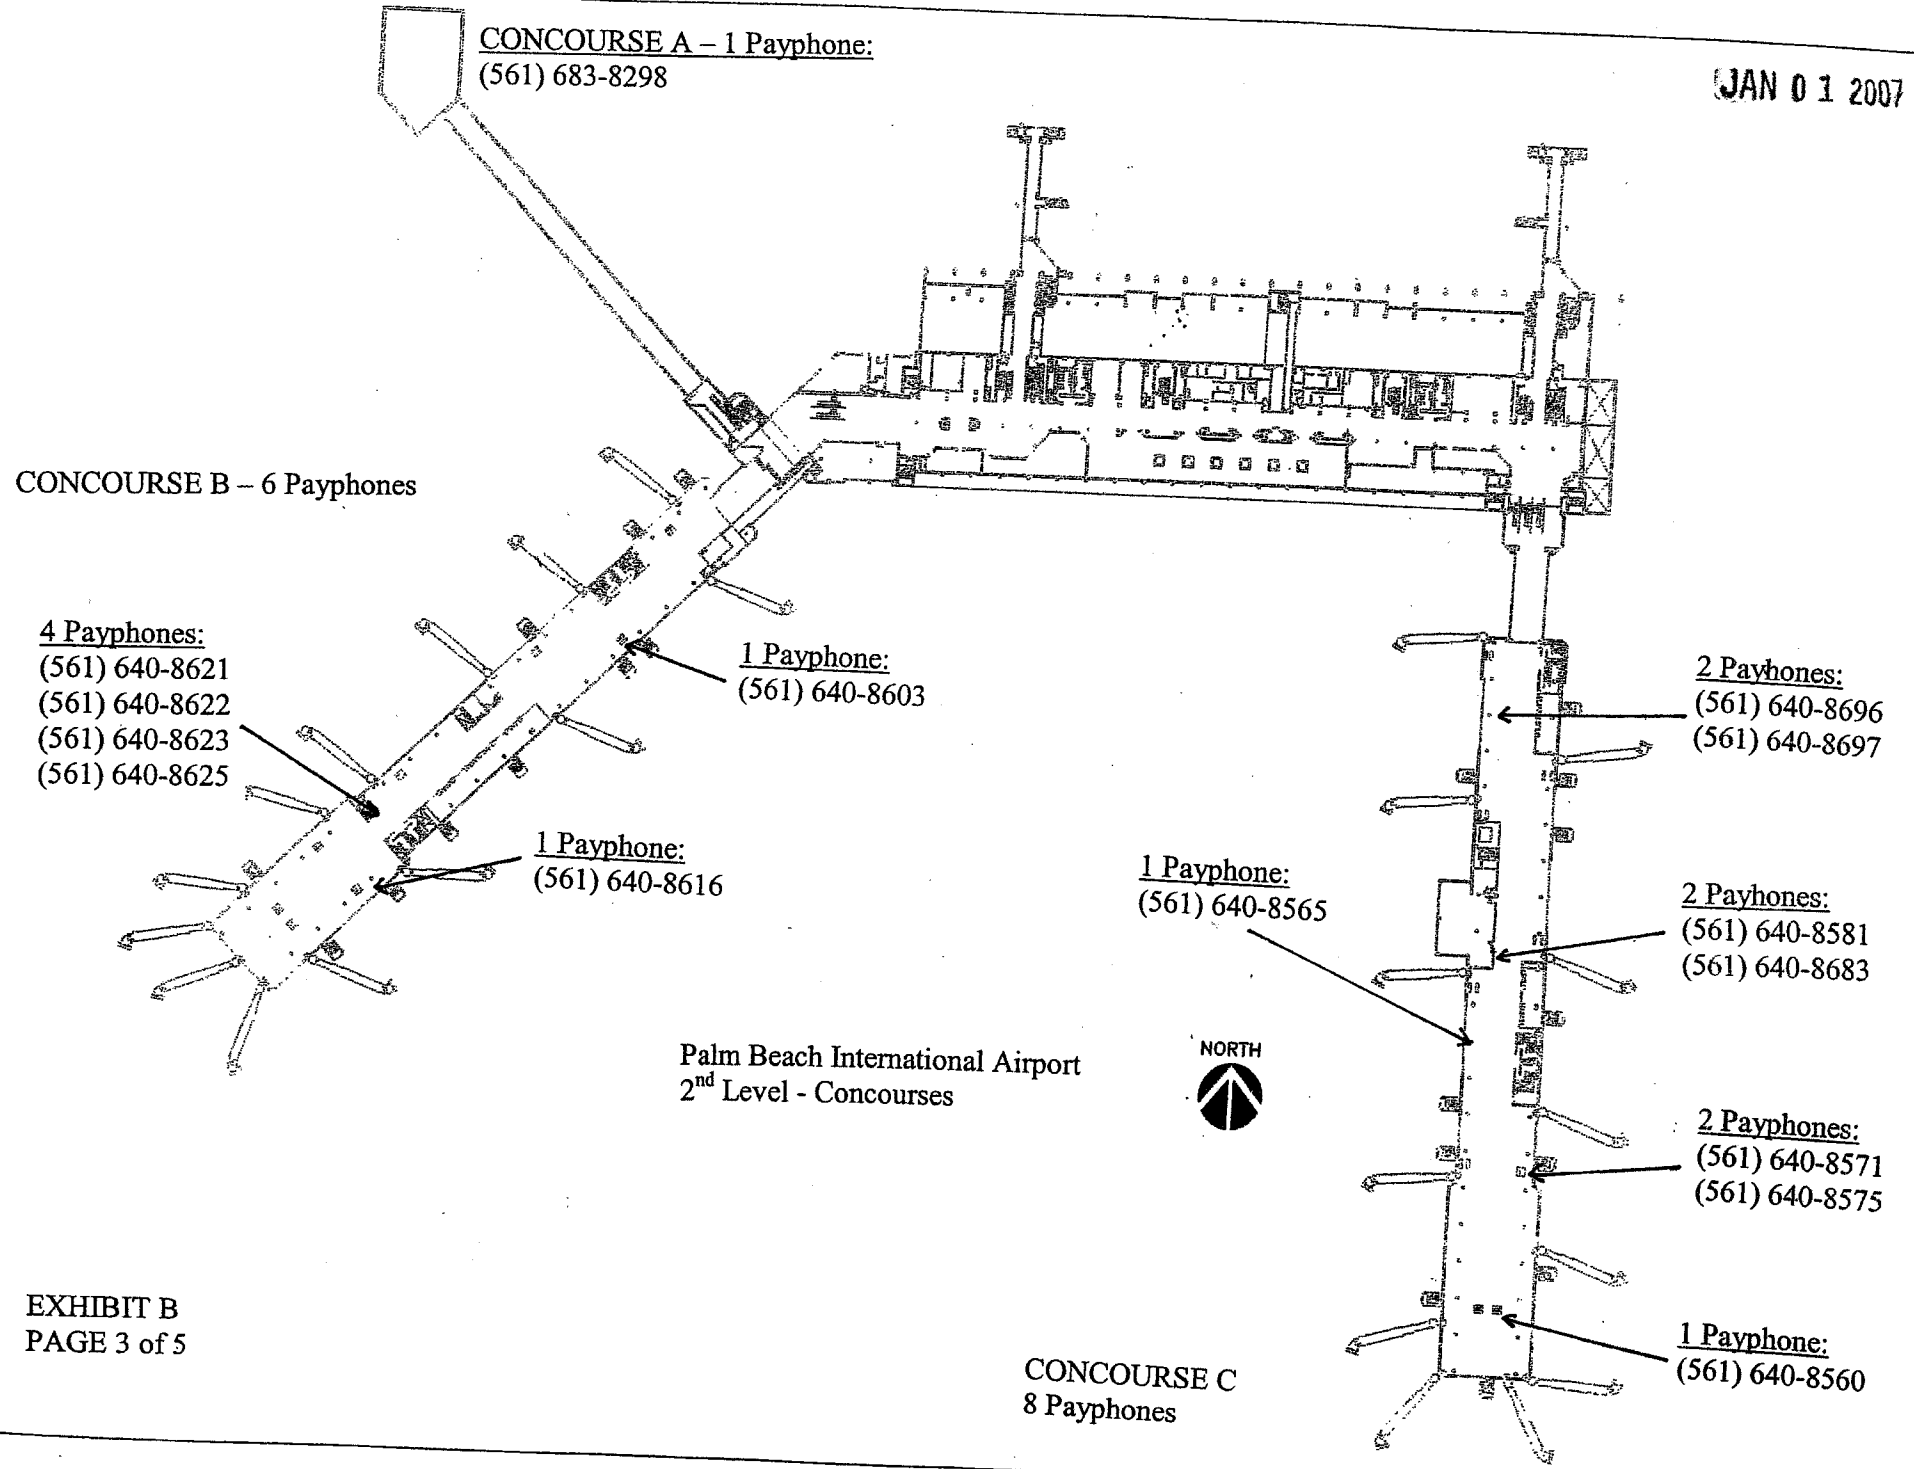 CONCOURSE A – 1 Payphone:
(561) 683-8298
JAN 01 2007
CONCOURSE B – 6 Payphones
4 Payphones:
(561) 640-8621
(561) 640-8622
(561) 640-8623
(561) 640-8625
1 Payphone:
(561) 640-8603
1 Payphone:
(561) 640-8616
2 Payhones:
(561) 640-8696
(561) 640-8697
1 Payphone:
(561) 640-8565
2 Payhones:
(561) 640-8581
(561) 640-8683
Palm Beach International Airport
2nd Level - Concourses
NORTH
2 Payphones:
(561) 640-8571
(561) 640-8575
1 Payphone:
(561) 640-8560
CONCOURSE C
8 Payphones
EXHIBIT B
PAGE 3 of 5